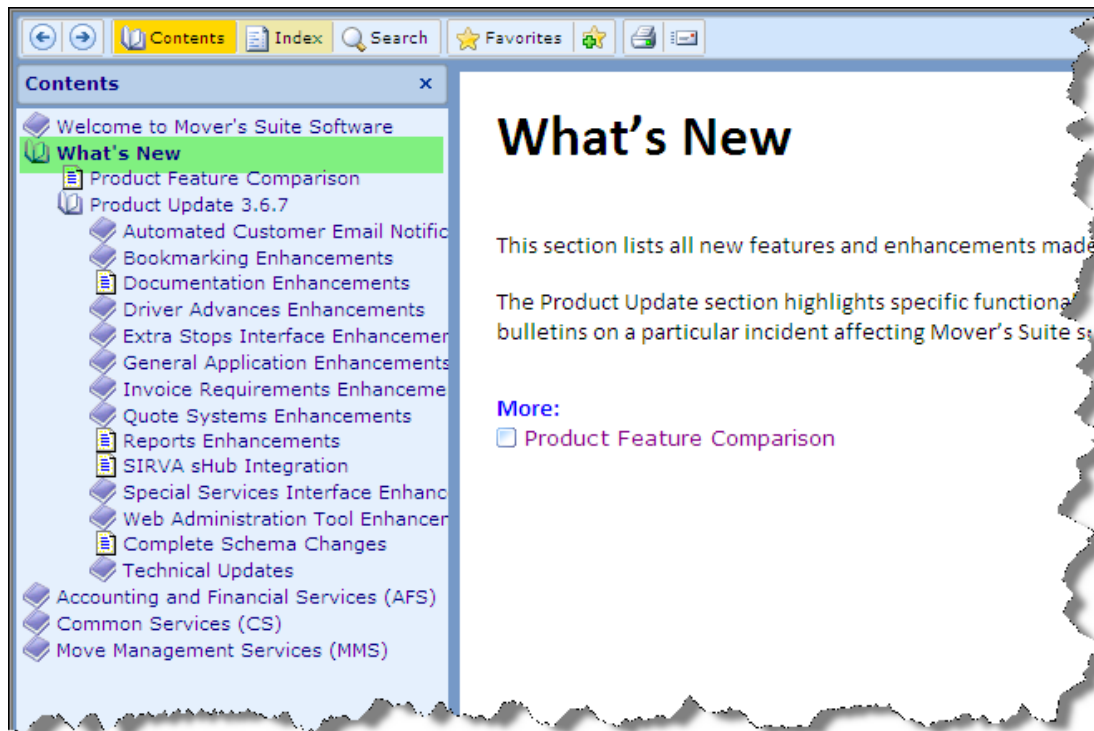 Contents Index Search Favorites
Contents x
Welcome to Mover's Suite Software
What's New
Product Feature Comparison
Product Update 3.6.7
Automated Customer Email Notific
Bookmarking Enhancements
Documentation Enhancements
Driver Advances Enhancements
Extra Stops Interface Enhancemer
General Application Enhancements
Invoice Requirements Enhanceme
Quote Systems Enhancements
Reports Enhancements
SIRVA sHub Integration
Special Services Interface Enhanc
Web Administration Tool Enhancer
Complete Schema Changes
Technical Updates
Accounting and Financial Services (AFS)
Common Services (CS)
Move Management Services (MMS)
What’s New
This section lists all new features and enhancements made
The Product Update section highlights specific functional
bulletins on a particular incident affecting Mover’s Suite s
More:
Product Feature Comparison